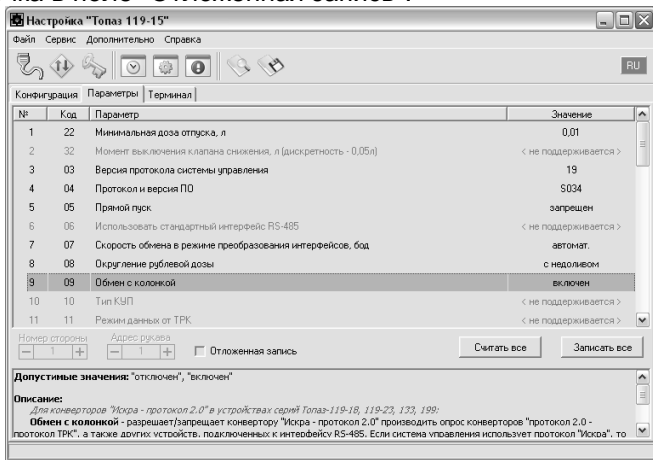 чка в поле "Отложенная запись".
Настройка "Топаз 119-15"
Файл Сервис Дополнительно Справка
RU
Конфигурация Параметры Терминал
№ Код Параметр Значение
1 22 Минимальная доза отпуска, л 0,01
2 32 Момент выключения клапана снижения, л (дискретность - 0,05л) < не поддерживается >
3 03 Версия протокола системы управления 19
4 04 Протокол и версия ПО S034
5 05 Прямой пуск запрещен
6 06 Использовать стандартный интерфейс RS-485 < не поддерживается >
7 07 Скорость обмена в режиме преобразования интерфейсов, бод автомат.
8 08 Округление рублевой дозы с недоливом
9 09 Обмен с колонкой включен
10 10 Тип КУП < не поддерживается >
11 11 Режим данных от ТРК < не поддерживается >
Номер стороны Адрес рукава
1 1 Отложенная запись Считать все Записать все
Допустимые значения: "отключен", "включен"
Описание:
Для конверторов "Искра - протокол 2.0" в устройствах серий Топаз-119-18, 119-23, 133, 199:
Обмен с колонкой - разрешает/запрещает конвертору "Искра - протокол 2.0" производить опрос конверторов "протокол 2.0 -
протокол ТРК", а также других устройств, подключенных к интерфейсу RS-485. Если система управления использует протокол "Искра", то